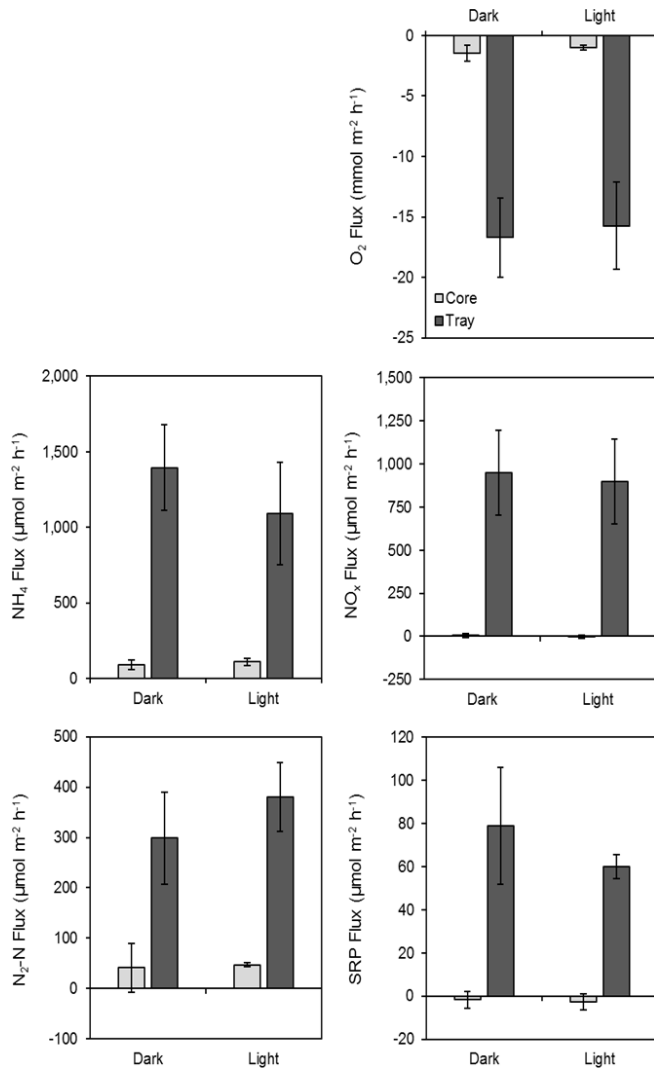 Dark Light
0
-5
-10
-15
-20
-25
O₂ Flux (mmol m⁻² h⁻¹)
Core
Tray
2,000
1,500
1,000
500
0
NH₄ Flux (µmol m⁻² h⁻¹)
Dark Light
1,500
1,250
1,000
750
500
250
0
-250
NOₓ Flux (µmol m⁻² h⁻¹)
Dark Light
500
400
300
200
100
0
-100
N₂-N Flux (µmol m⁻² h⁻¹)
Dark Light
120
100
80
60
40
20
0
-20
SRP Flux (µmol m⁻² h⁻¹)
Dark Light